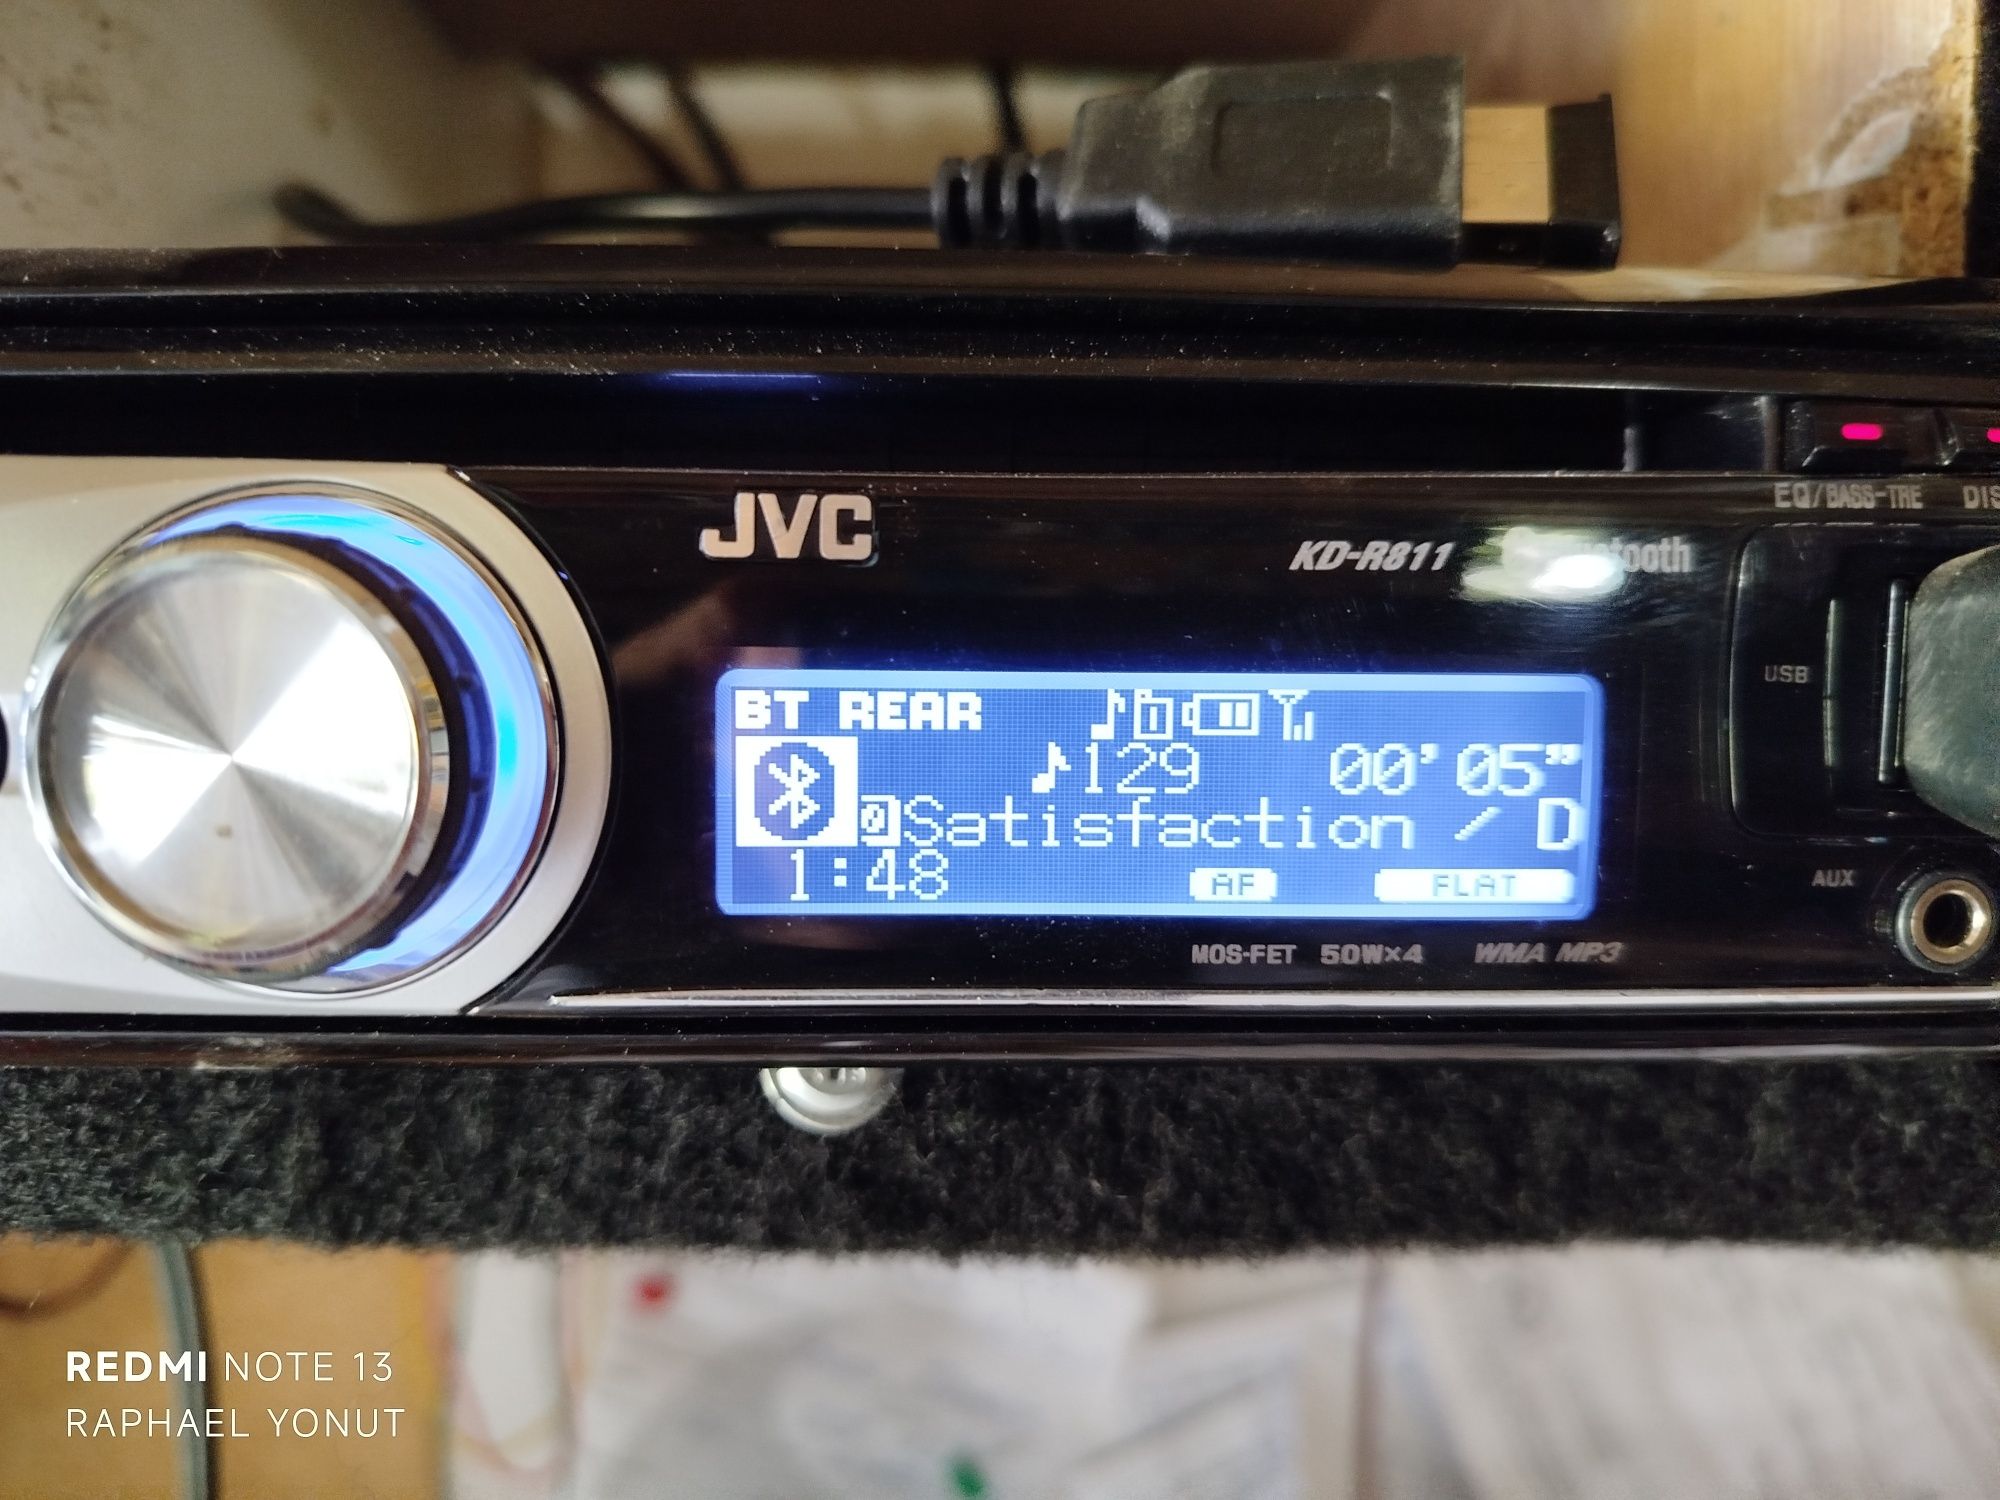 JVC
KD-R811
EQ/BASS-TRE
USB
BT REAR
129 00'05"
Satisfaction / D
1:48 AF FLAT
AUX
MOS-FET 50W×4 WMA MP3
REDMI NOTE 13
RAPHAEL YONUT